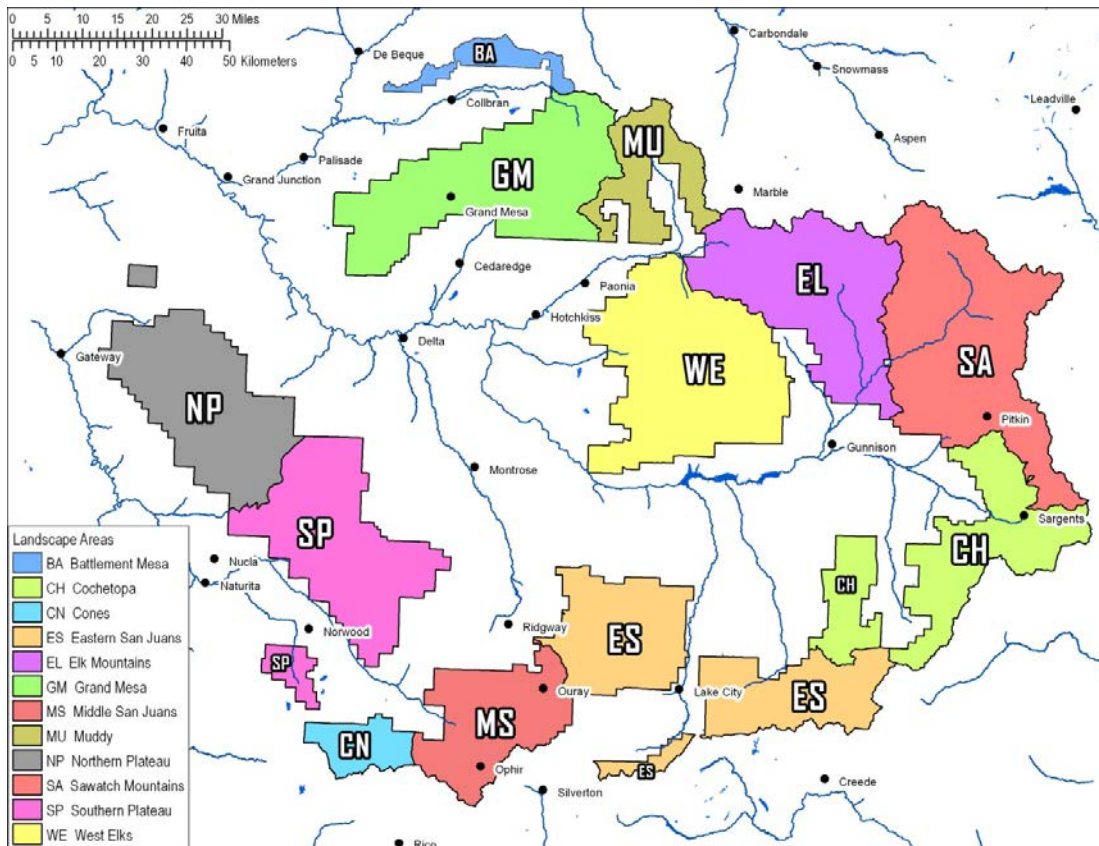 0 5 10 15 20 25 30 Miles
0 5 10 20 30 40 50 Kilometers
Carbondale
De Beque
BA
Snowmass
Collbran
Leadville
Fruita
Aspen
MU
Palisade
Grand Junction
GM
Marble
Grand Mesa
Cedaredge
EL
Paonia
Hotchkiss
Delta
Gateway
WE
SA
NP
Pitkin
Gunnison
Montrose
Sargents
SP
CH
Nucla
Naturita
CH
Norwood
Ridgway
ES
SP
Ouray
Lake City
ES
MS
CN
Ophir
ES
Creede
Silverton
Rico
Landscape Areas
BA Battlement Mesa
CH Cochetopa
CN Cones
ES Eastern San Juans
EL Elk Mountains
GM Grand Mesa
MS Middle San Juans
MU Muddy
NP Northern Plateau
SA Sawatch Mountains
SP Southern Plateau
WE West Elks